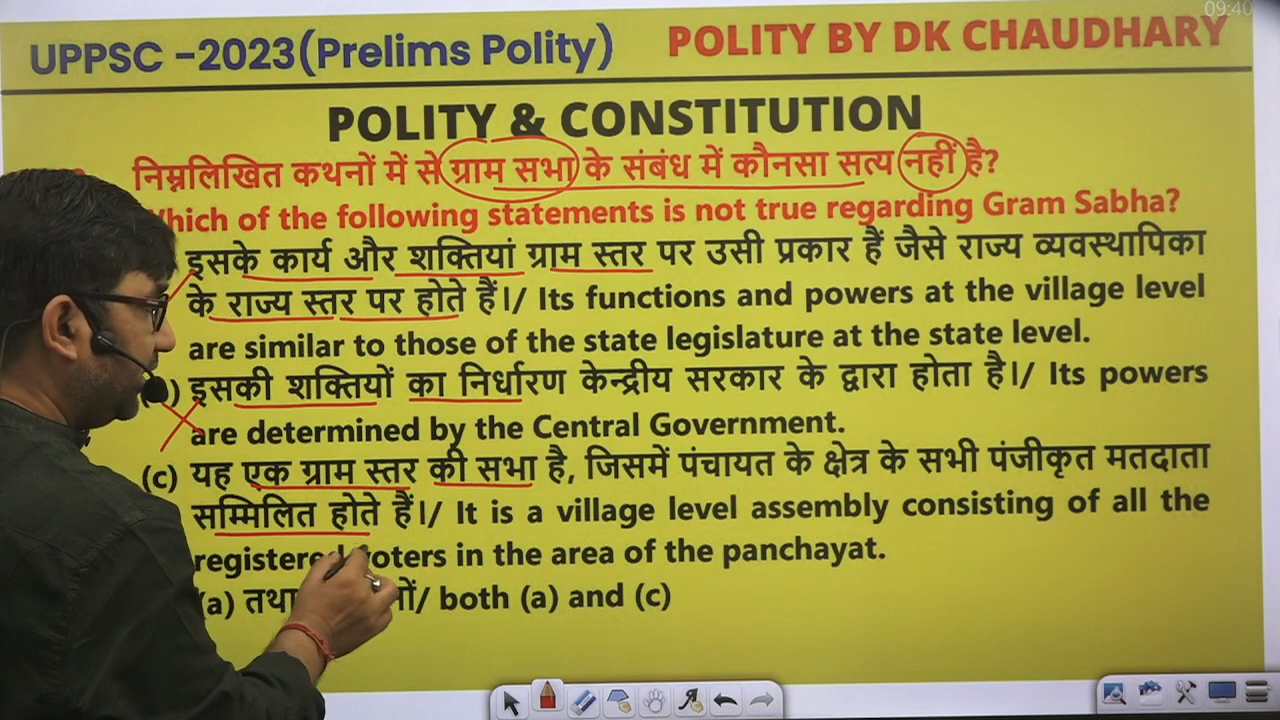 09:40
UPPSC -2023(Prelims Polity)
POLITY BY DK CHAUDHARY
POLITY & CONSTITUTION
निम्नलिखित कथनों में से ग्राम सभा के संबंध में कौनसा सत्य नहीं है?
of the following statements is not true regarding Gram Sabha?
इसके कार्य और शक्तियां ग्राम स्तर पर उसी प्रकार हैं जैसे राज्य व्यवस्थापिका
के राज्य स्तर पर होते हैं।/ Its functions and powers at the village level
are similar to those of the state legislature at the state level.
इसकी शक्तियों का निर्धारण केन्द्रीय सरकार के द्वारा होता है।/ Its powers
are determined by the Central Government.
(c) यह एक ग्राम स्तर की सभा है, जिसमें पंचायत के क्षेत्र के सभी पंजीकृत मतदाता
सम्मिलित होते हैं।/ It is a village level assembly consisting of all the
registered voters in the area of the panchayat.
(a) तथा / both (a) and (c)